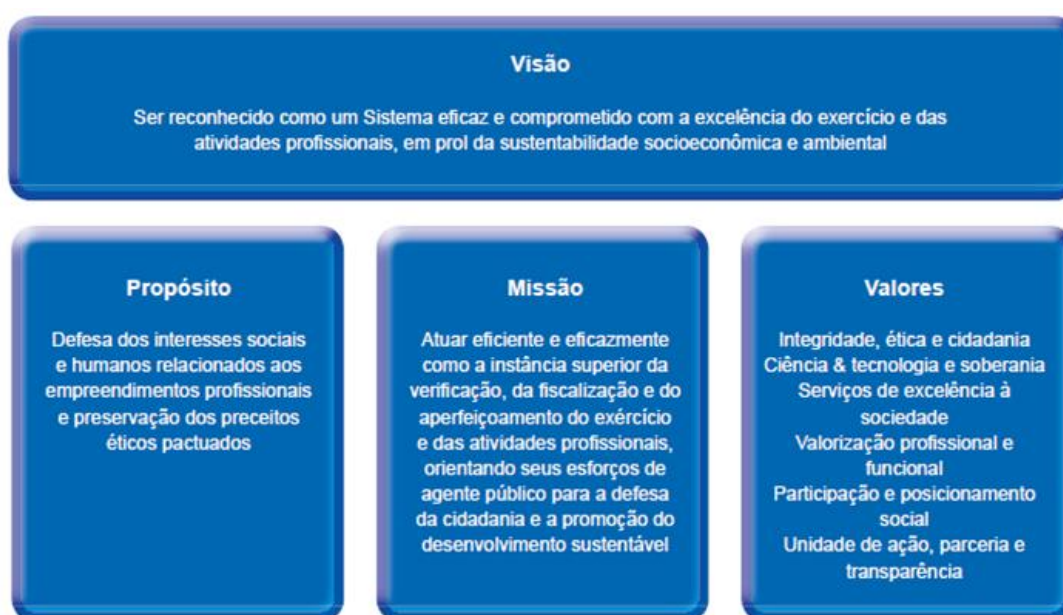 Visão
Ser reconhecido como um Sistema eficaz e comprometido com a excelência do exercício e das
atividades profissionais, em prol da sustentabilidade socioeconômica e ambiental
Propósito
Defesa dos interesses sociais
e humanos relacionados aos
empreendimentos profissionais
e preservação dos preceitos
éticos pactuados
Missão
Atuar eficiente e eficazmente
como a instância superior da
verificação, da fiscalização e do
aperfeiçoamento do exércício
e das atividades profissionais,
orientando seus esforços de
agente público para a defesa
da cidadania e a promoção do
desenvolvimento sustentável
Valores
Integridade, ética e cidadania
Ciência & tecnologia e soberania
Serviços de excelência à
sociedade
Valorização profissional e
funcional
Participação e posicionamento
social
Unidade de ação, parceria e
transparência